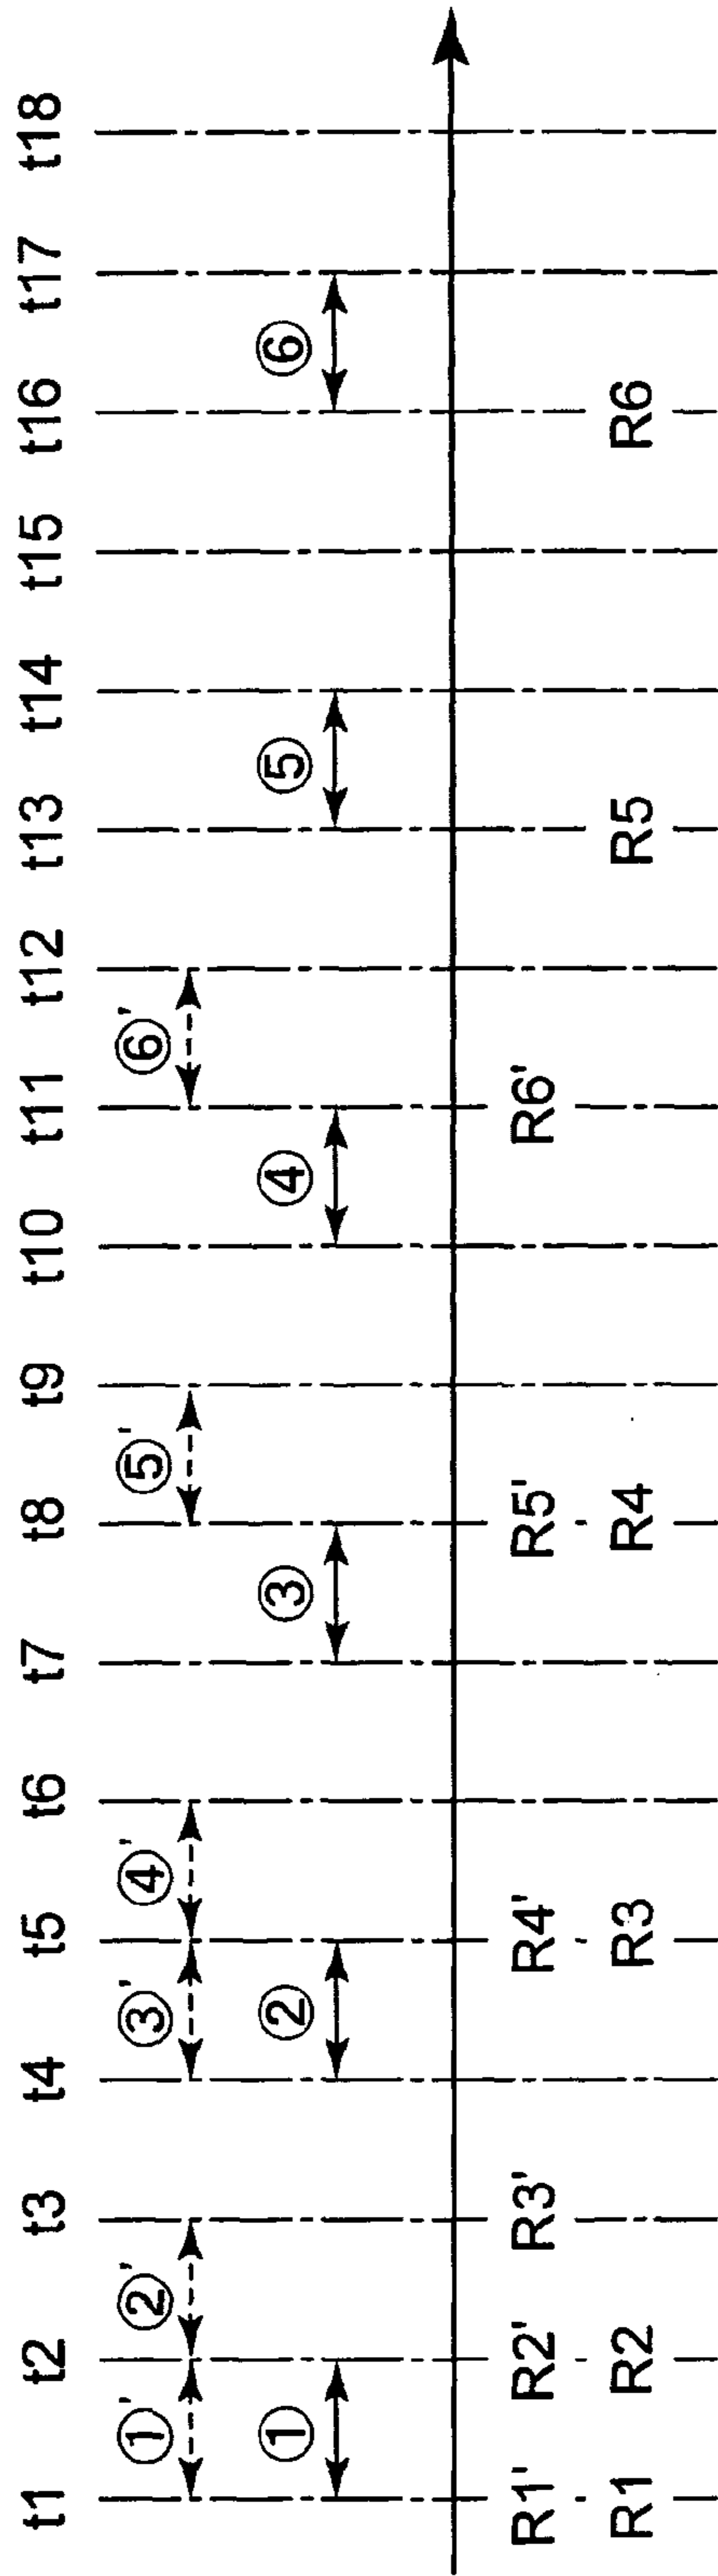 t1 t2 t3 t4 t5 t6 t7 t8 t9 t10 t11 t12 t13 t14 t15 t16 t17 t18
①' ②' ③' ④' ⑤' ⑥'
① ② ③ ④ ⑤ ⑥
R1' R2' R3' R4' R5' R6'
R1 R2 R3 R4 R5 R6